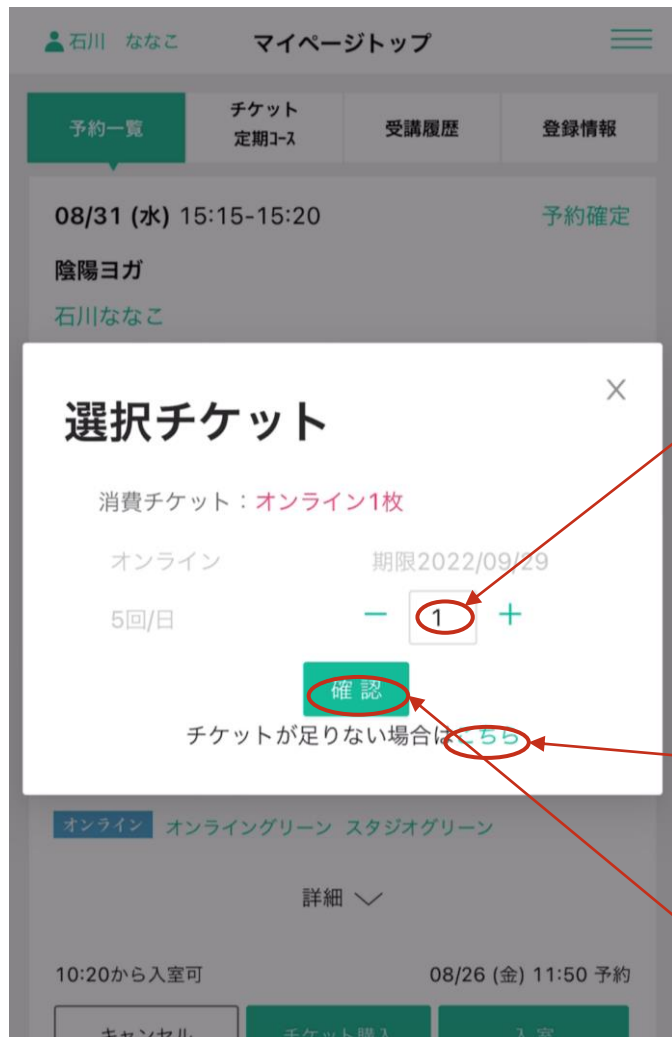 石川 ななこ
マイページトップ
予約一覧
チケット
定期コース
受講履歴
登録情報
08/31 (水) 15:15-15:20
予約確定
陰陽ヨガ
石川ななこ
選択チケット
消費チケット：オンライン1枚
オンライン
期限2022/09/29
5回/日
− 1 +
確 認
チケットが足りない場合はこちら
オンライン オンライングリーン スタジオグリーン
詳細
10:20から入室可
08/26 (金) 11:50 予約
キャンセル
チケット購入
入 室